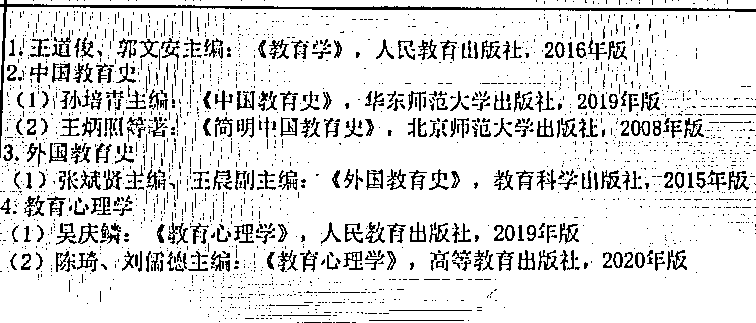 1. 王道俊、郭文安主编：《教育学》，人民教育出版社，2016年版
2. 中国教育史
（1）孙培青主编：《中国教育史》，华东师范大学出版社，2019年版
（2）王炳照等著：《简明中国教育史》，北京师范大学出版社，2008年版
3. 外国教育史
（1）张斌贤主编、王晨副主编：《外国教育史》，教育科学出版社，2015年版
4. 教育心理学
（1）吴庆鳞：《教育心理学》，人民教育出版社，2019年版
（2）陈琦、刘儒德主编：《教育心理学》，高等教育出版社，2020年版